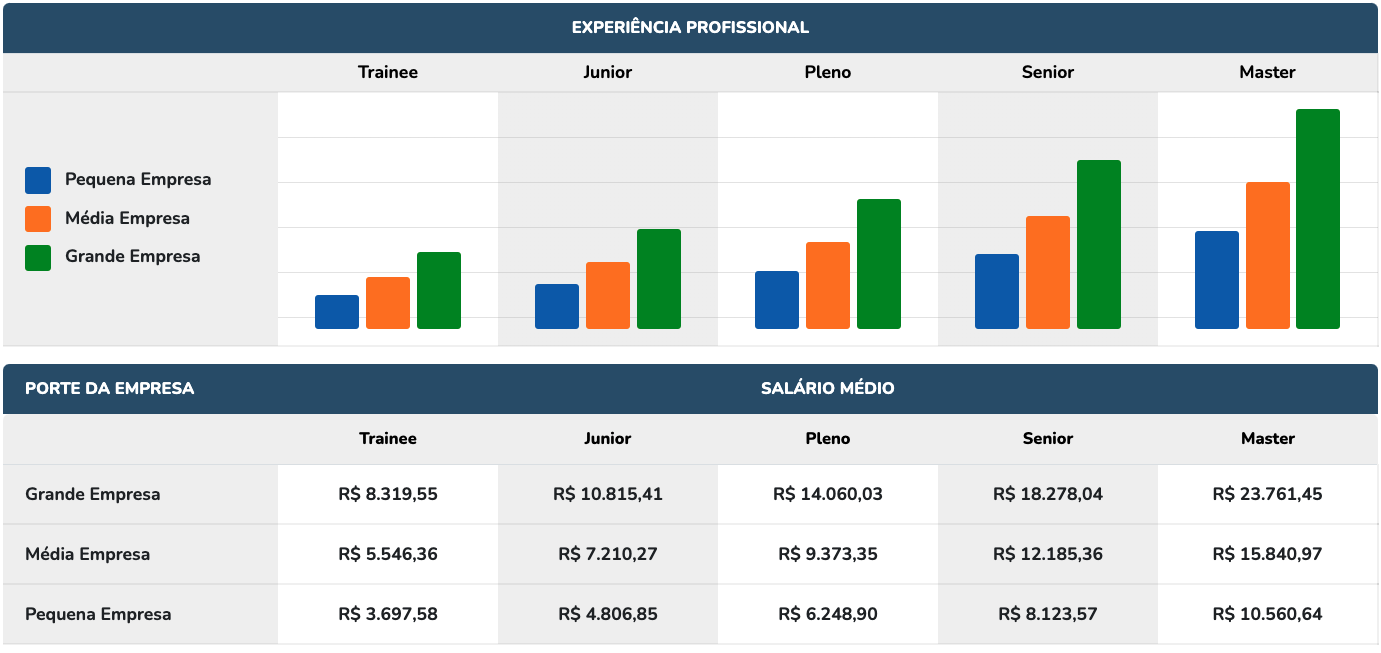 EXPERIÊNCIA PROFISSIONAL
Trainee Junior Pleno Senior Master
Pequena Empresa
Média Empresa
Grande Empresa
PORTE DA EMPRESA SALÁRIO MÉDIO
Trainee Junior Pleno Senior Master
Grande Empresa R$ 8.319,55 R$ 10.815,41 R$ 14.060,03 R$ 18.278,04 R$ 23.761,45
Média Empresa R$ 5.546,36 R$ 7.210,27 R$ 9.373,35 R$ 12.185,36 R$ 15.840,97
Pequena Empresa R$ 3.697,58 R$ 4.806,85 R$ 6.248,90 R$ 8.123,57 R$ 10.560,64